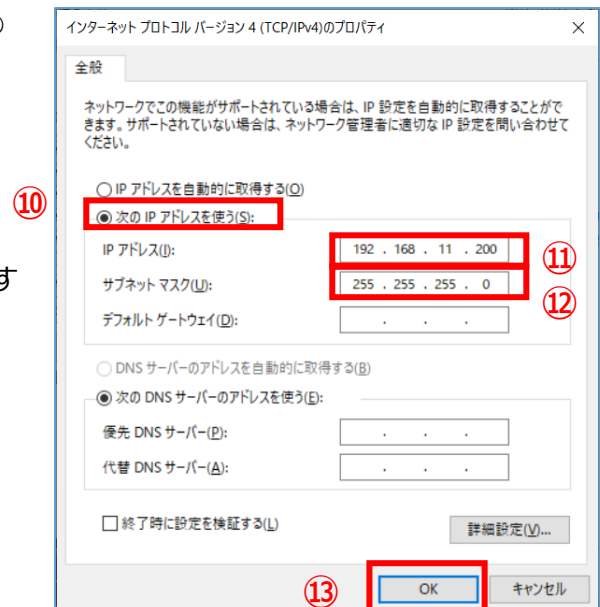 インターネット プロトコル バージョン 4 (TCP/IPv4)のプロパティ
全般
ネットワークでこの機能がサポートされている場合は、IP 設定を自動的に取得することがで
きます。サポートされていない場合は、ネットワーク管理者に適切な IP 設定を問い合わせて
ください。
IP アドレスを自動的に取得する(O)
⑩
次の IP アドレスを使う(S):
IP アドレス(I): 192 . 168 . 11 . 200
⑪
す
サブネット マスク(U): 255 . 255 . 255 . 0
⑫
デフォルト ゲートウェイ(D): . . .
DNS サーバーのアドレスを自動的に取得する(B)
次の DNS サーバーのアドレスを使う(E):
優先 DNS サーバー(P): . . .
代替 DNS サーバー(A): . . .
終了時に設定を検証する(L)
詳細設定(V)...
⑬
OK キャンセル